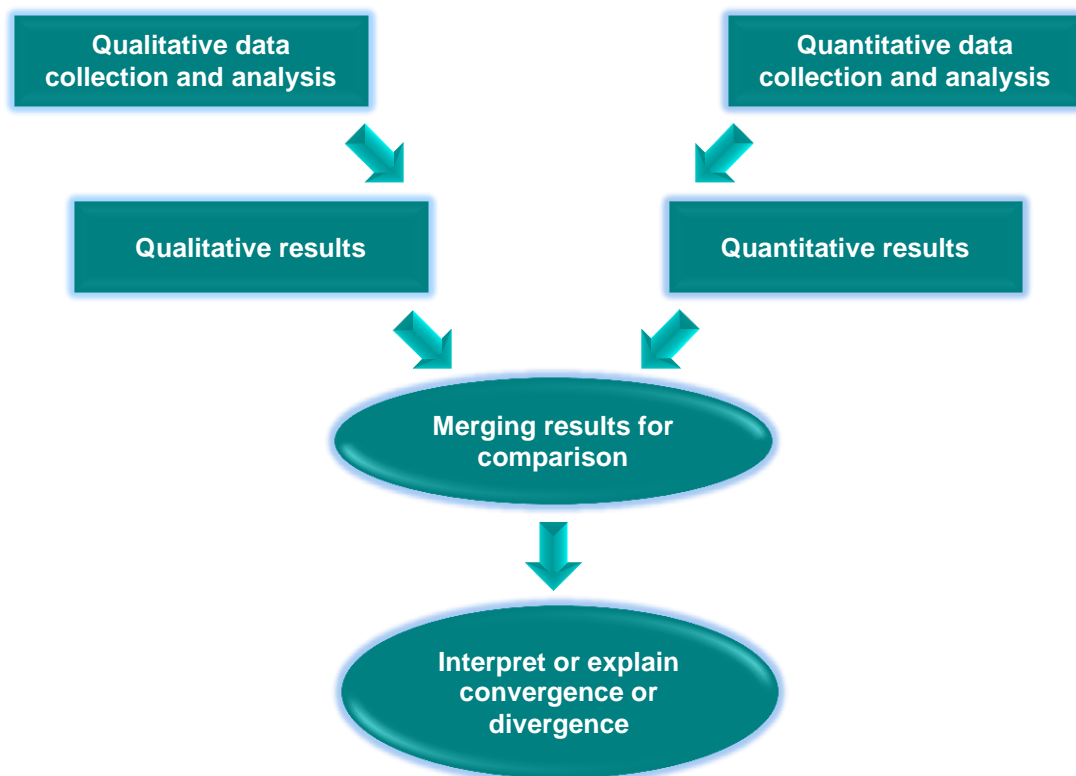 Qualitative data
collection and analysis
Quantitative data
collection and analysis
Qualitative results
Quantitative results
Merging results for
comparison
Interpret or explain
convergence or
divergence